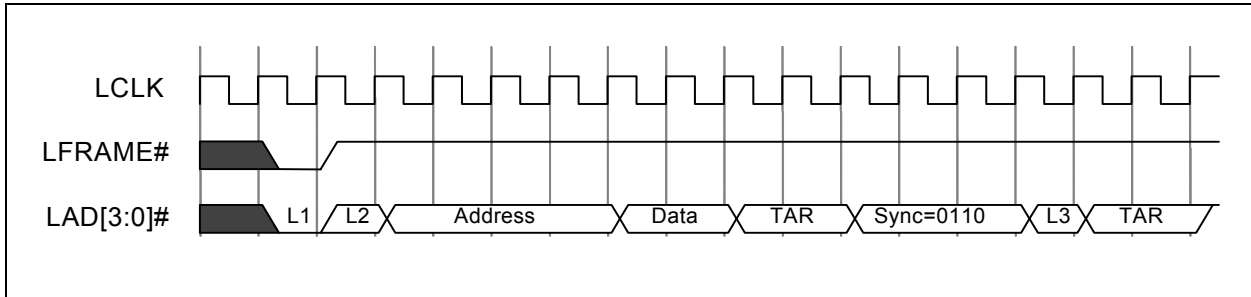 LCLK
LFRAME#
LAD[3:0]# L1 L2 Address Data TAR Sync=0110 L3 TAR